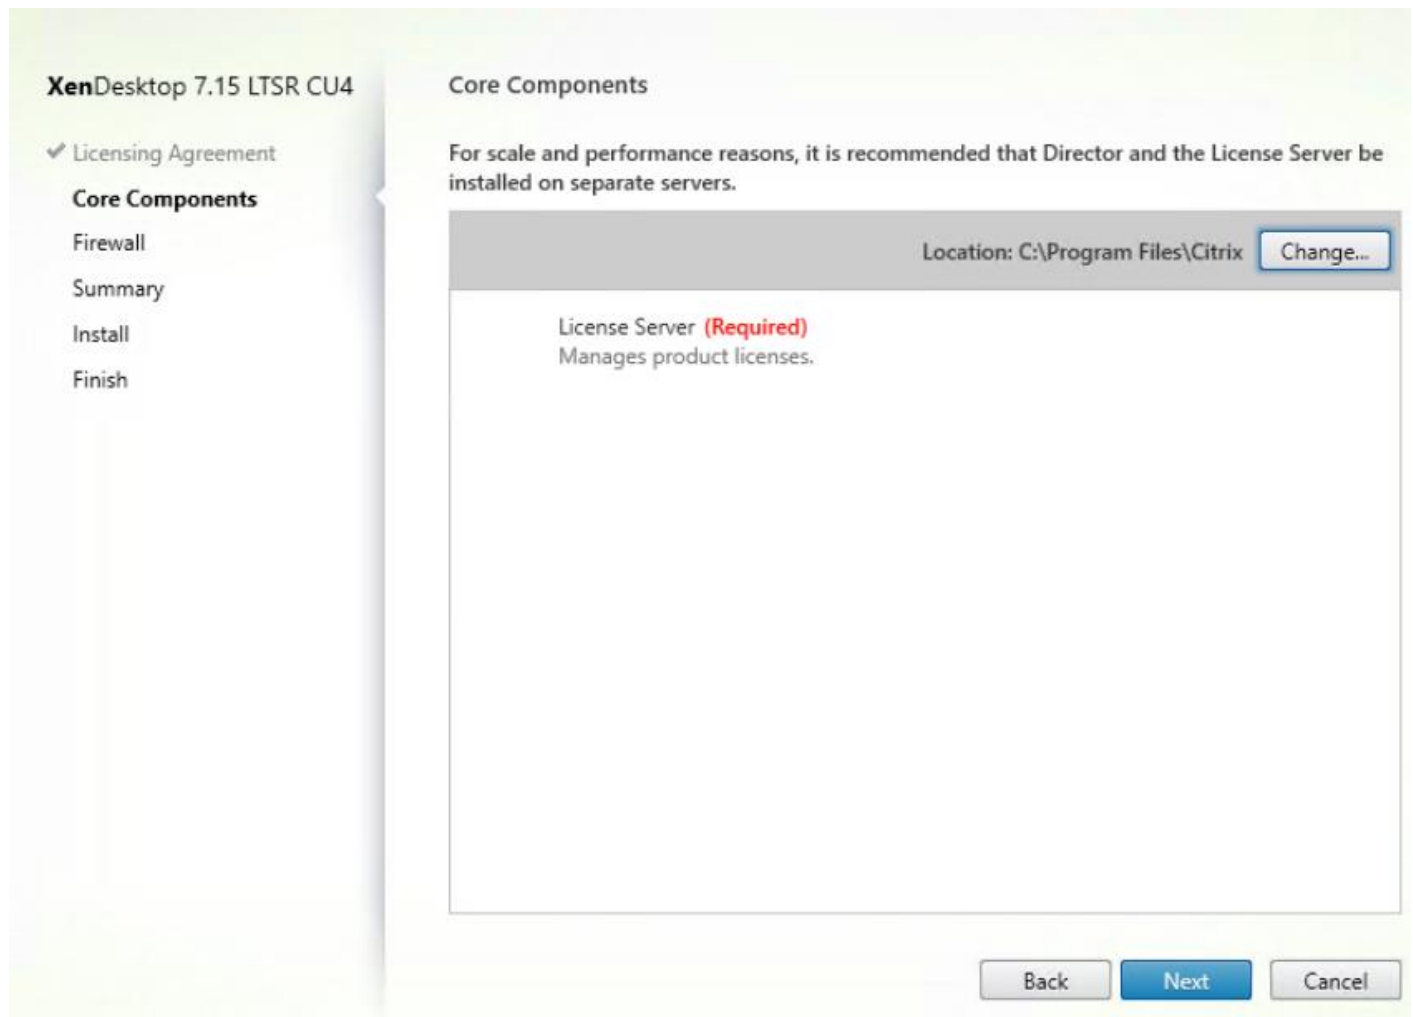 XenDesktop 7.15 LTSR CU4
Licensing Agreement
Core Components
Firewall
Summary
Install
Finish
Core Components
For scale and performance reasons, it is recommended that Director and the License Server be
installed on separate servers.
Location: C:\Program Files\Citrix Change...
License Server (Required)
Manages product licenses.
Back Next Cancel